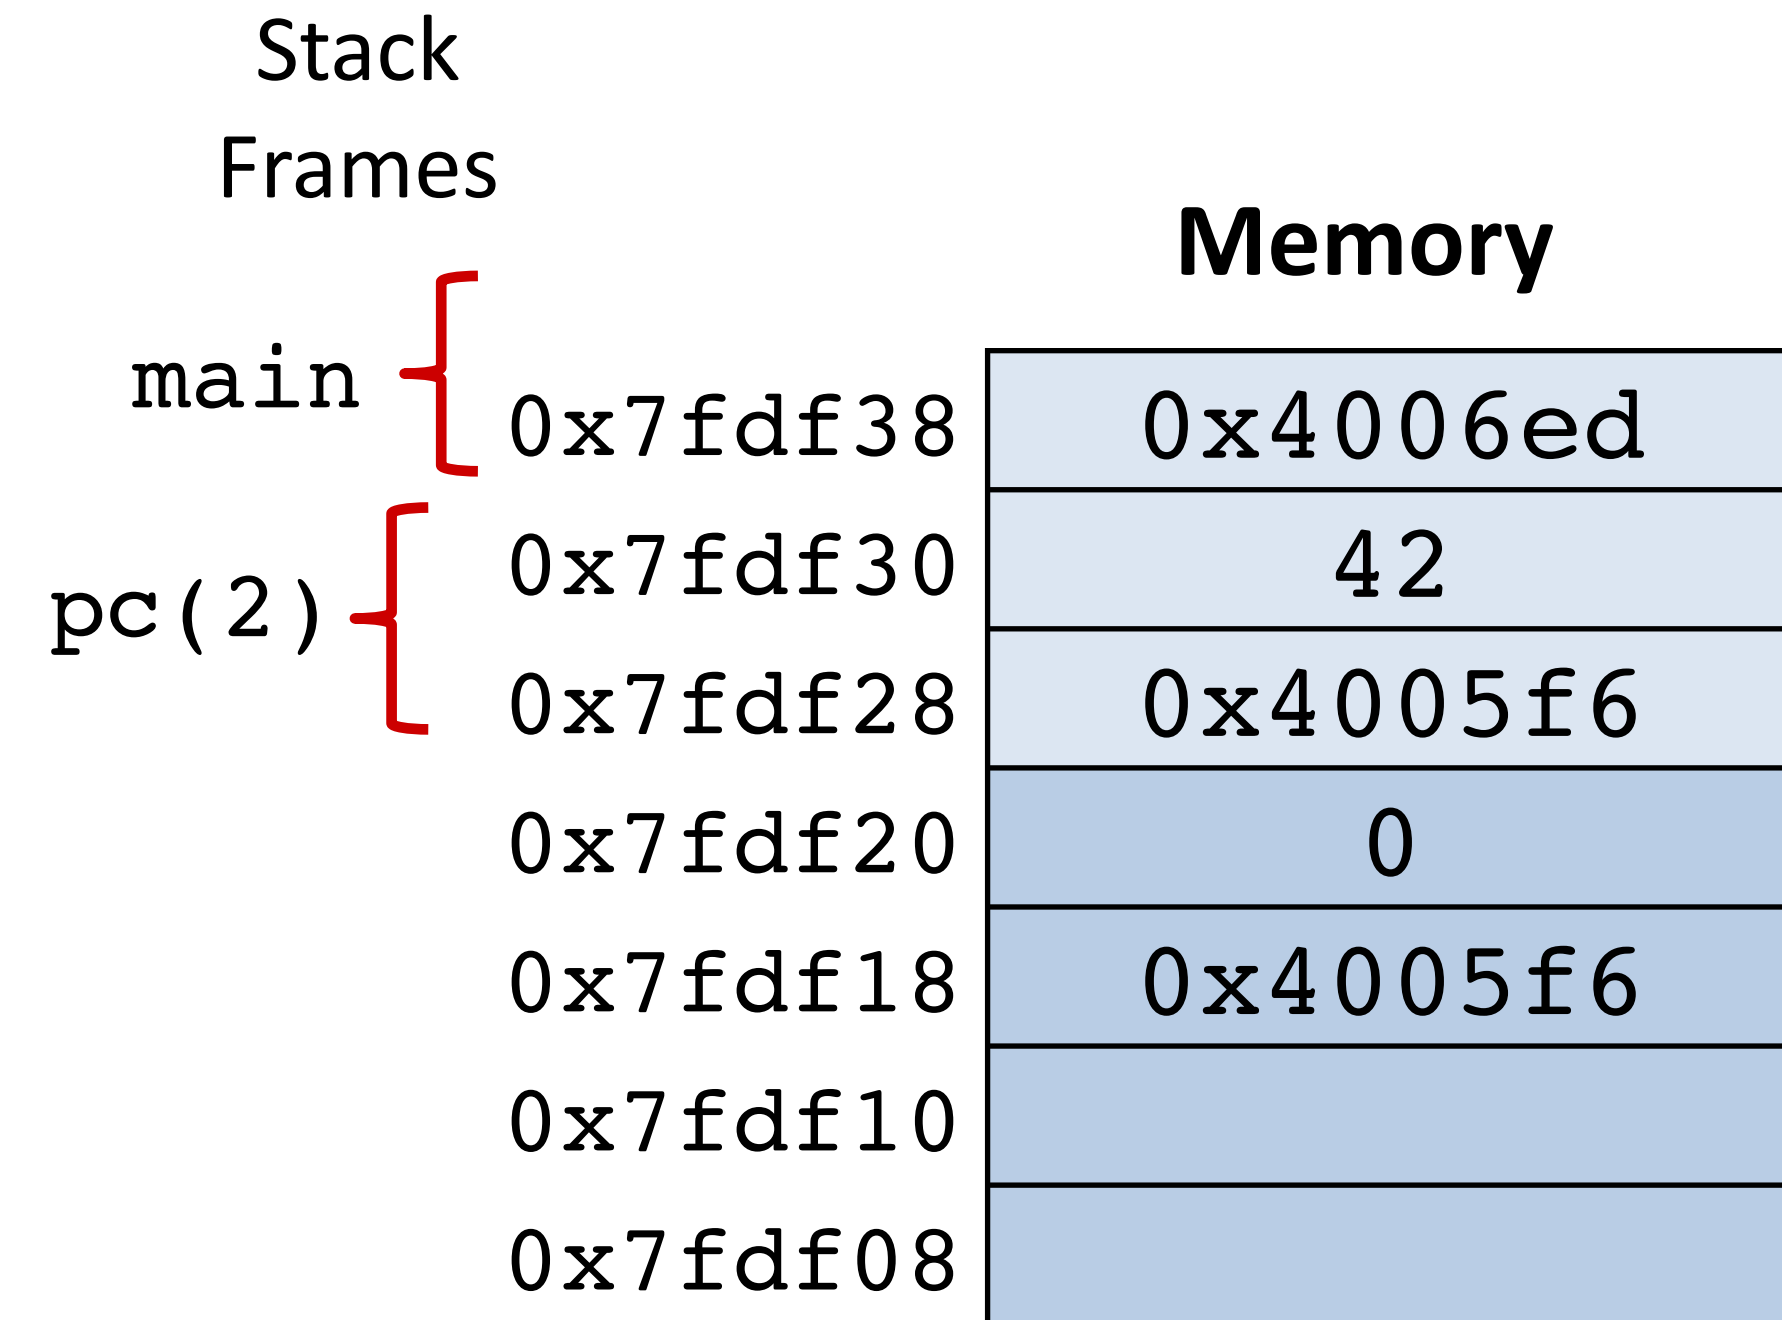 Stack
Frames
Memory
main
0x7fdf38 0x4006ed
0x7fdf30 42
pc(2)
0x7fdf28 0x4005f6
0x7fdf20 0
0x7fdf18 0x4005f6
0x7fdf10
0x7fdf08